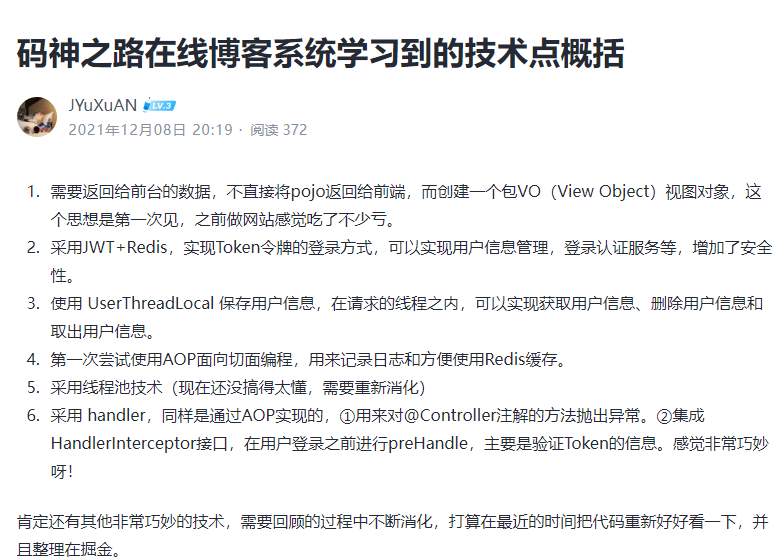 码神之路在线博客系统学习到的技术点概括
JYuXuAN LV.3
2021年12月08日 20:19 · 阅读 372
1. 需要返回给前台的数据，不直接将pojo返回给前端，而创建一个包VO（View Object）视图对象，这
个思想是第一次见，之前做网站感觉吃了不少亏。
2. 采用JWT+Redis，实现Token令牌的登录方式，可以实现用户信息管理，登录认证服务等，增加了安全
性。
3. 使用 UserThreadLocal 保存用户信息，在请求的线程之内，可以实现获取用户信息、删除用户信息和
取出用户信息。
4. 第一次尝试使用AOP面向切面编程，用来记录日志和方便使用Redis缓存。
5. 采用线程池技术（现在还没搞得太懂，需要重新消化）
6. 采用 handler，同样是通过AOP实现的，①用来对@Controller注解的方法抛出异常。②集成
HandlerInterceptor接口，在用户登录之前进行preHandle，主要是验证Token的信息。感觉非常巧妙
呀！
肯定还有其他非常巧妙的技术，需要回顾的过程中不断消化，打算在最近的时间把代码重新好好看一下，并
且整理在掘金。